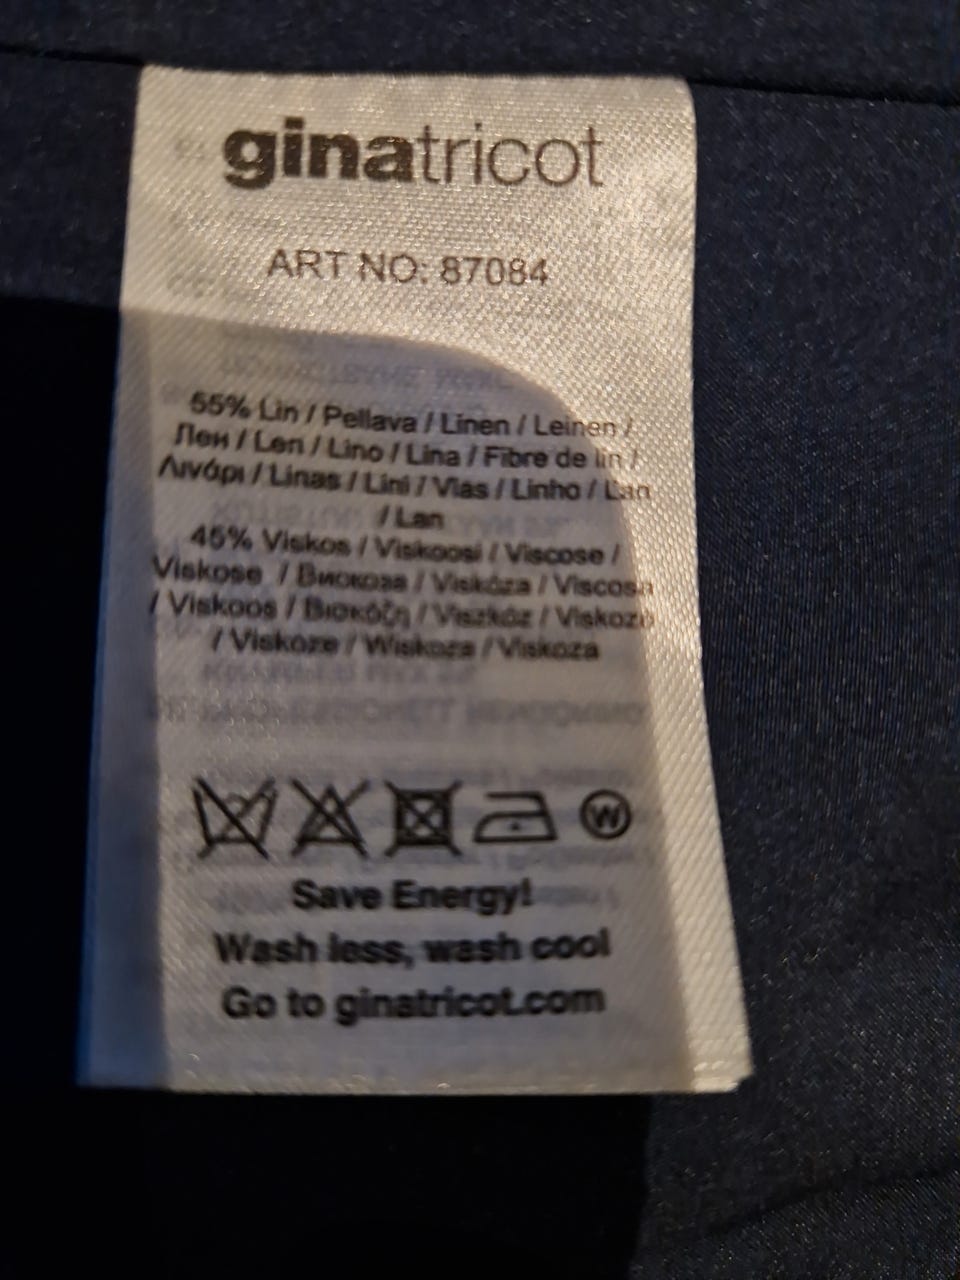 ginatricot
ART NO: 87084
55% Lin / Pellava / Linen / Leinen /
Лен / Len / Lino / Lina / Fibre de lin /
Λινάρι / Linas / Lini / Vlas / Linho / Lan
/ Lan
45% Viskos / Viskoosi / Viscose /
Viskose / Вискоза / Viskóza / Viscosa
/ Viskoos / Βισκόζη / Viszkóz / Viskozė
/ Viskoze / Wiskoza / Viskoza
W
Save Energy!
Wash less, wash cool
Go to ginatricot.com